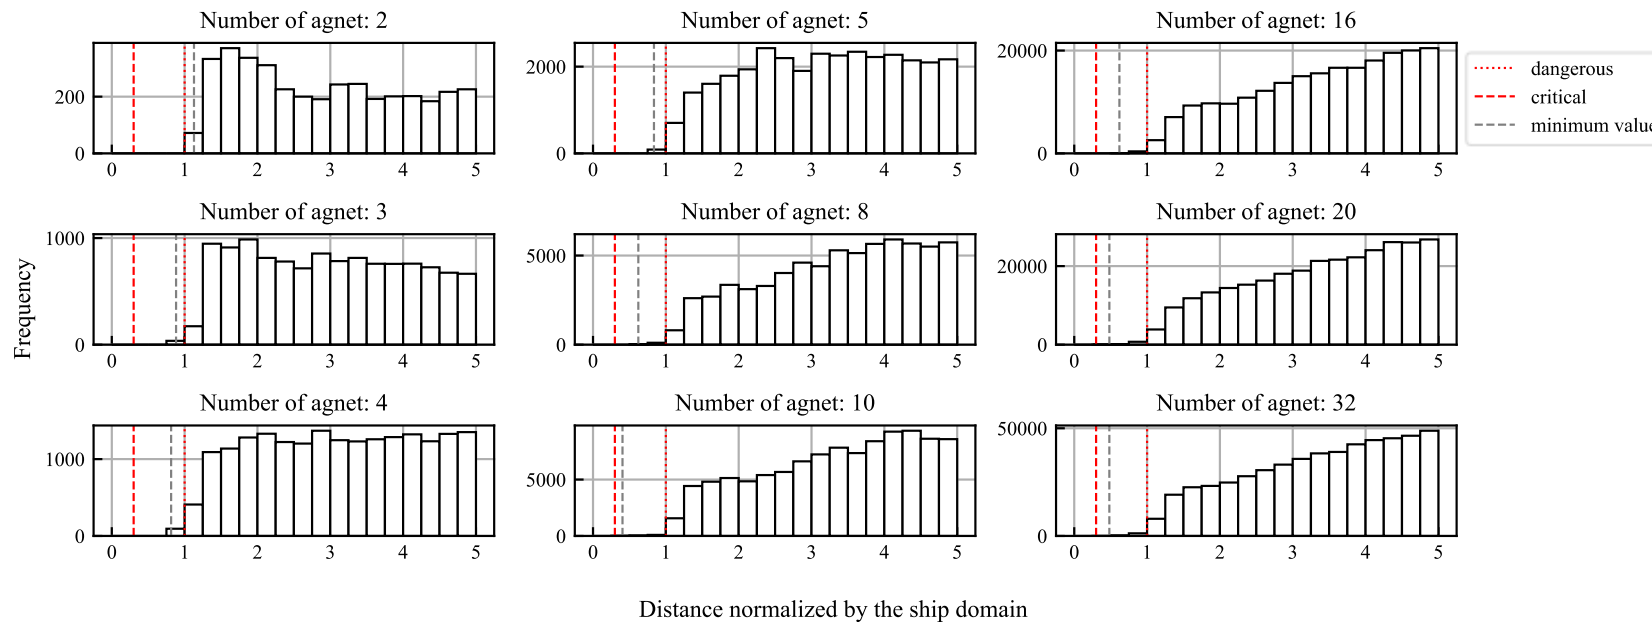 Number of agnet: 2
Number of agnet: 5
Number of agnet: 16
200
0
0 1 2 3 4 5
2000
0
0 1 2 3 4 5
20000
0
0 1 2 3 4 5
dangerous
critical
minimum value
Number of agnet: 3
Number of agnet: 8
Number of agnet: 20
1000
0
0 1 2 3 4 5
5000
0
0 1 2 3 4 5
20000
0
0 1 2 3 4 5
Frequency
Number of agnet: 4
Number of agnet: 10
Number of agnet: 32
1000
0
0 1 2 3 4 5
5000
0
0 1 2 3 4 5
50000
0
0 1 2 3 4 5
Distance normalized by the ship domain